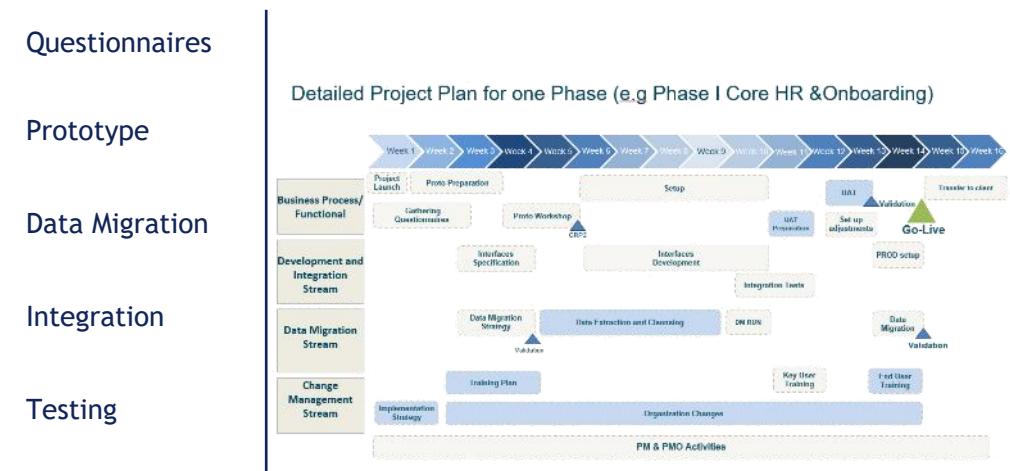 Questionnaires
Prototype
Data Migration
Integration
Testing
Detailed Project Plan for one Phase (e.g Phase I Core HR &Onboarding)
Week 1
Week 2
Week 3
Week 4
Week 5
Week 6
Week 7
Week 8
Week 9
Week 10
Week 11
Week 12
Week 13
Week 14
Week 15
Week 16
Business Process/
Functional
Project
Launch
Proto Preparation
Setup
UAT
Transfer to client
Validation
Gathering
Questionnaires
Proto Workshop
CRP2
UAT
Preparation
Set up
adjustments
Go-Live
Development and
Integration
Stream
Interfaces
Specification
Interfaces
Development
PROD setup
Integration Tests
Data Migration
Stream
Data Migration
Strategy
Validation
Data Extraction and Cleansing
DM RUN
Data
Migration
Validation
Change
Management
Stream
Training Plan
Key User
Training
End User
Training
Implementation
Strategy
Organization Changes
PM & PMO Activities